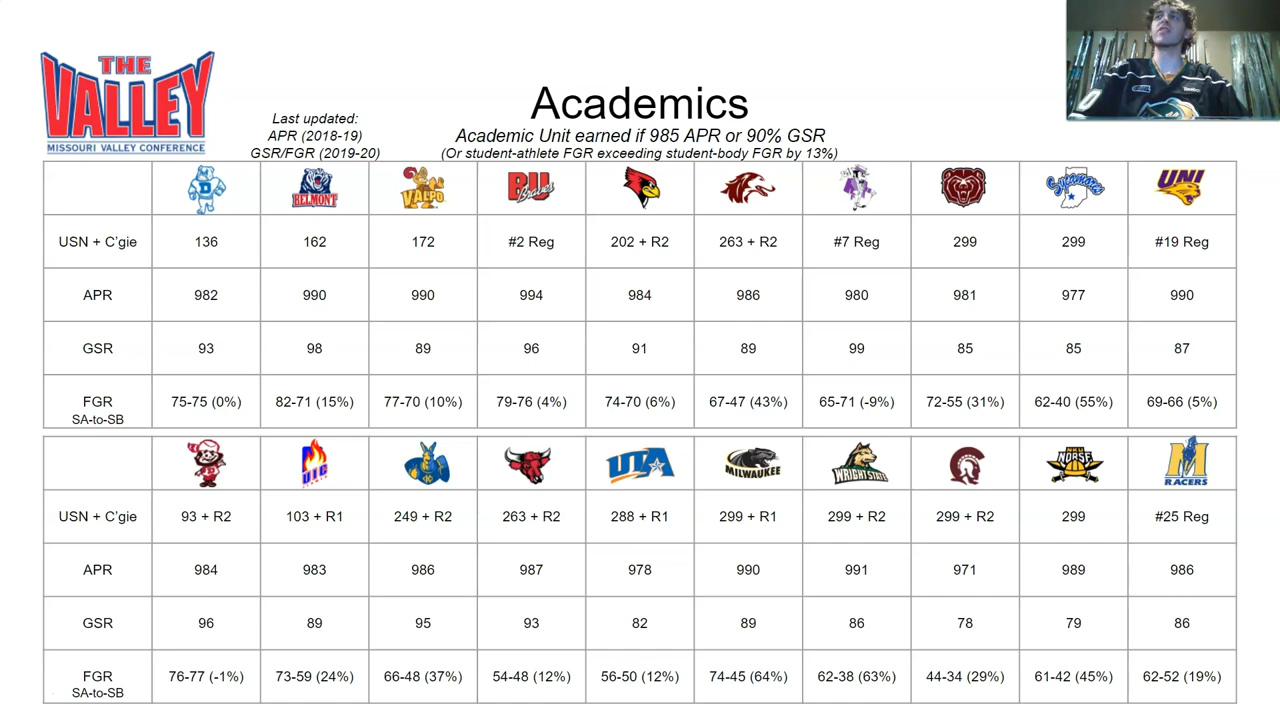 THE
VALLEY
MISSOURI VALLEY CONFERENCE
Last updated:
APR (2018-19)
GSR/FGR (2019-20)
Academics
Academic Unit earned if 985 APR or 90% GSR
(Or student-athlete FGR exceeding student-body FGR by 13%)
D BELMONT VALPO BU Braves Sycamores UNI
USN + C'gie 136 162 172 #2 Reg 202 + R2 263 + R2 #7 Reg 299 299 #19 Reg
APR 982 990 990 994 984 986 980 981 977 990
GSR 93 98 89 96 91 89 99 85 85 87
FGR 75-75 (0%) 82-71 (15%) 77-70 (10%) 79-76 (4%) 74-70 (6%) 67-47 (43%) 65-71 (-9%) 72-55 (31%) 62-40 (55%) 69-66 (5%)
SA-to-SB
UIC KC UTA MILWAUKEE WRIGHT STATE NKU NORSE M RACERS
USN + C'gie 93 + R2 103 + R1 249 + R2 263 + R2 288 + R1 299 + R1 299 + R2 299 + R2 299 #25 Reg
APR 984 983 986 987 978 990 991 971 989 986
GSR 96 89 95 93 82 89 86 78 79 86
FGR 76-77 (-1%) 73-59 (24%) 66-48 (37%) 54-48 (12%) 56-50 (12%) 74-45 (64%) 62-38 (63%) 44-34 (29%) 61-42 (45%) 62-52 (19%)
SA-to-SB